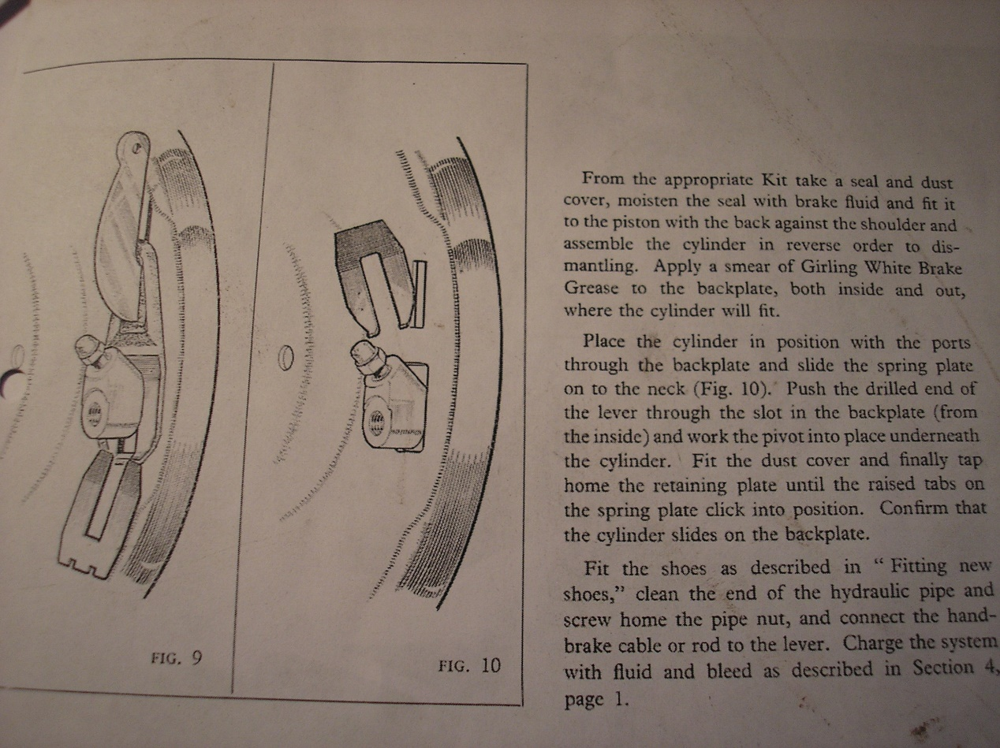 From the appropriate Kit take a seal and dust
cover, moisten the seal with brake fluid and fit it
to the piston with the back against the shoulder and
assemble the cylinder in reverse order to dis-
mantling. Apply a smear of Girling White Brake
Grease to the backplate, both inside and out,
where the cylinder will fit.
Place the cylinder in position with the ports
through the backplate and slide the spring plate
on to the neck (Fig. 10). Push the drilled end of
the lever through the slot in the backplate (from
the inside) and work the pivot into place underneath
the cylinder. Fit the dust cover and finally tap
home the retaining plate until the raised tabs on
the spring plate click into position. Confirm that
the cylinder slides on the backplate.
Fit the shoes as described in “ Fitting new
shoes,” clean the end of the hydraulic pipe and
screw home the pipe nut, and connect the hand-
brake cable or rod to the lever. Charge the system
with fluid and bleed as described in Section 4,
page 1.
FIG. 9
FIG. 10